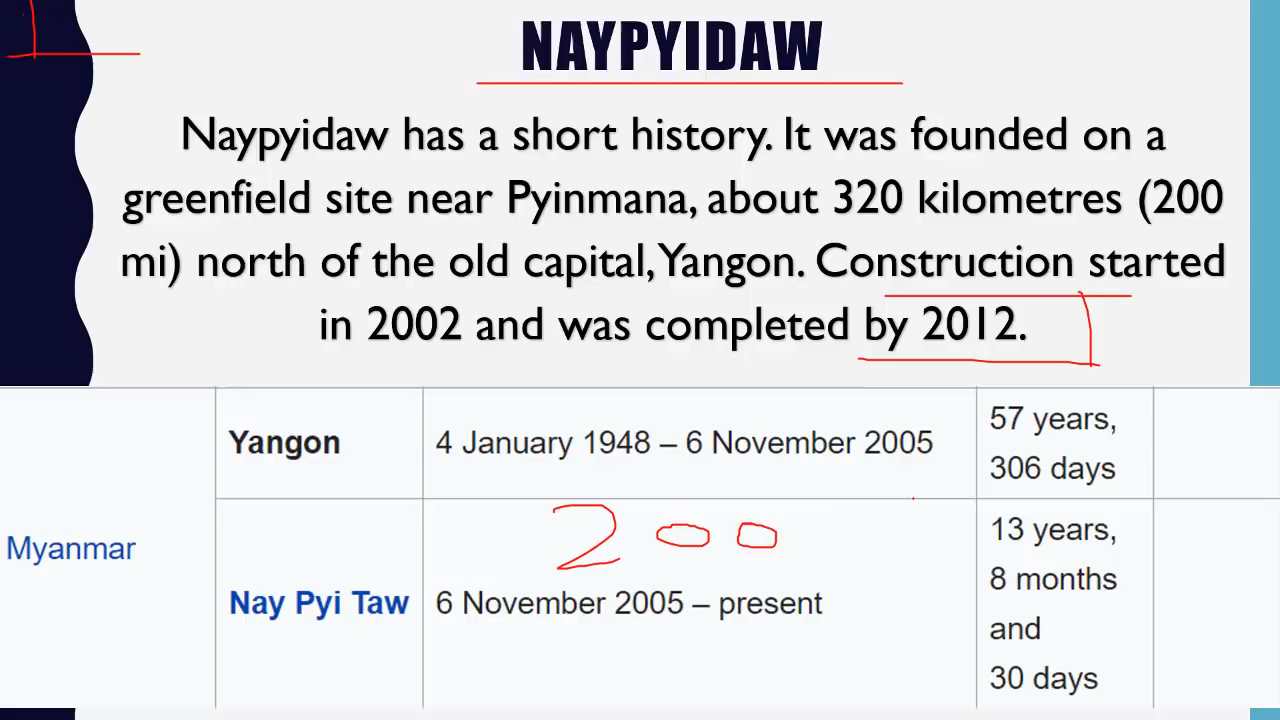 NAYPYIDAW
Naypyidaw has a short history. It was founded on a
greenfield site near Pyinmana, about 320 kilometres (200
mi) north of the old capital, Yangon. Construction started
in 2002 and was completed by 2012.
Yangon
4 January 1948 – 6 November 2005
57 years,
306 days
Myanmar
200
Nay Pyi Taw
6 November 2005 – present
13 years,
8 months
and
30 days